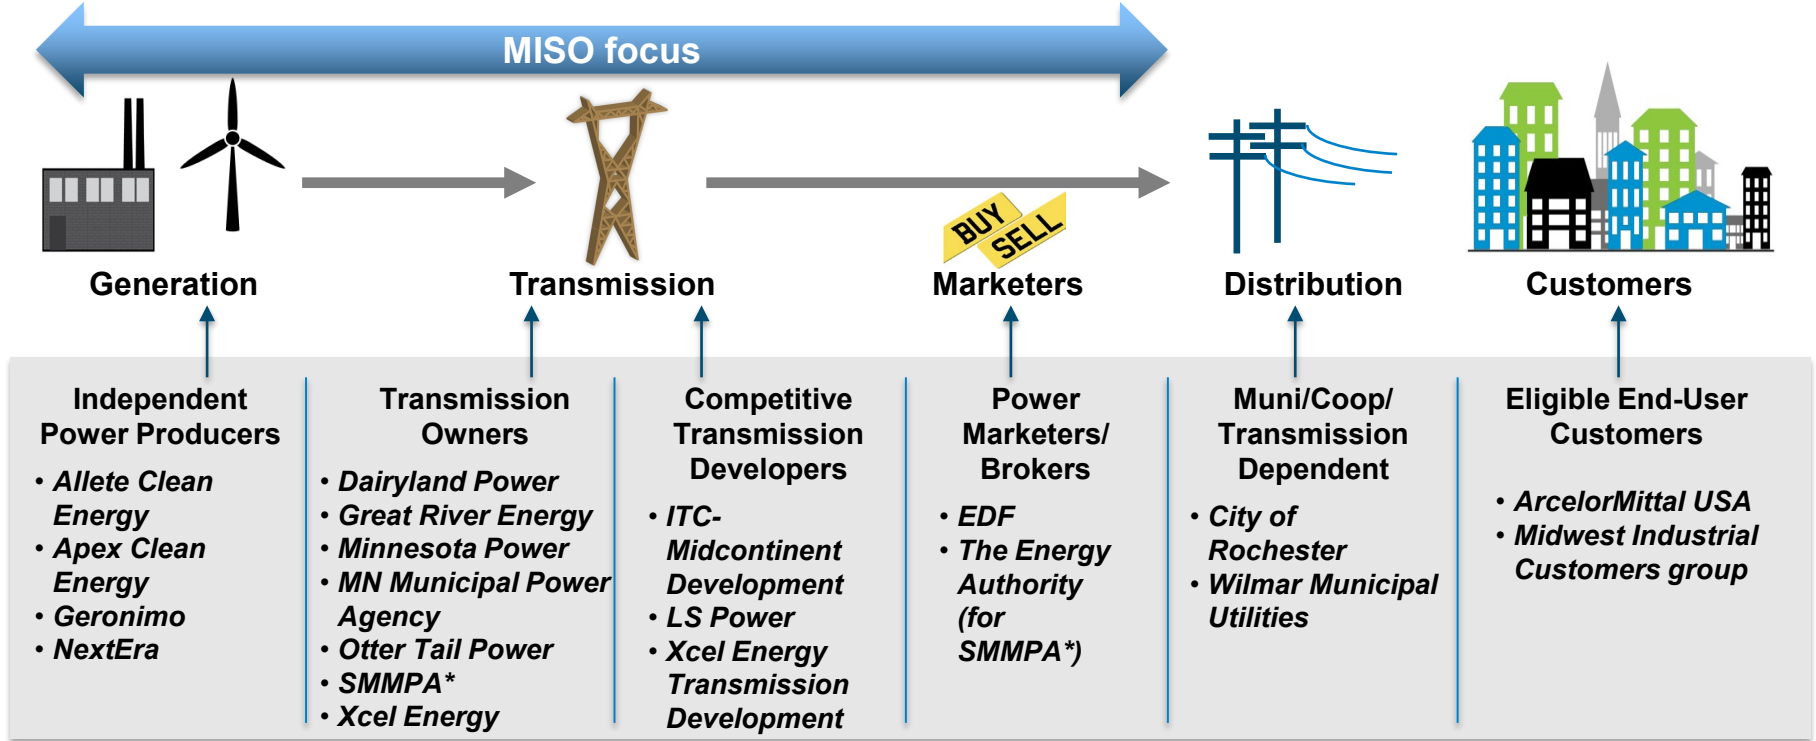 MISO focus
BUY
SELL
Generation
Transmission
Marketers
Distribution
Customers
Independent
Power Producers
• Allete Clean
Energy
• Apex Clean
Energy
• Geronimo
• NextEra
Transmission
Owners
• Dairyland Power
• Great River Energy
• Minnesota Power
• MN Municipal Power
Agency
• Otter Tail Power
• SMMPA*
• Xcel Energy
Competitive
Transmission
Developers
• ITC-
Midcontinent
Development
• LS Power
• Xcel Energy
Transmission
Development
Power
Marketers/
Brokers
• EDF
• The Energy
Authority
(for
SMMPA*)
Muni/Coop/
Transmission
Dependent
• City of
Rochester
• Wilmar Municipal
Utilities
Eligible End-User
Customers
• ArcelorMittal USA
• Midwest Industrial
Customers group